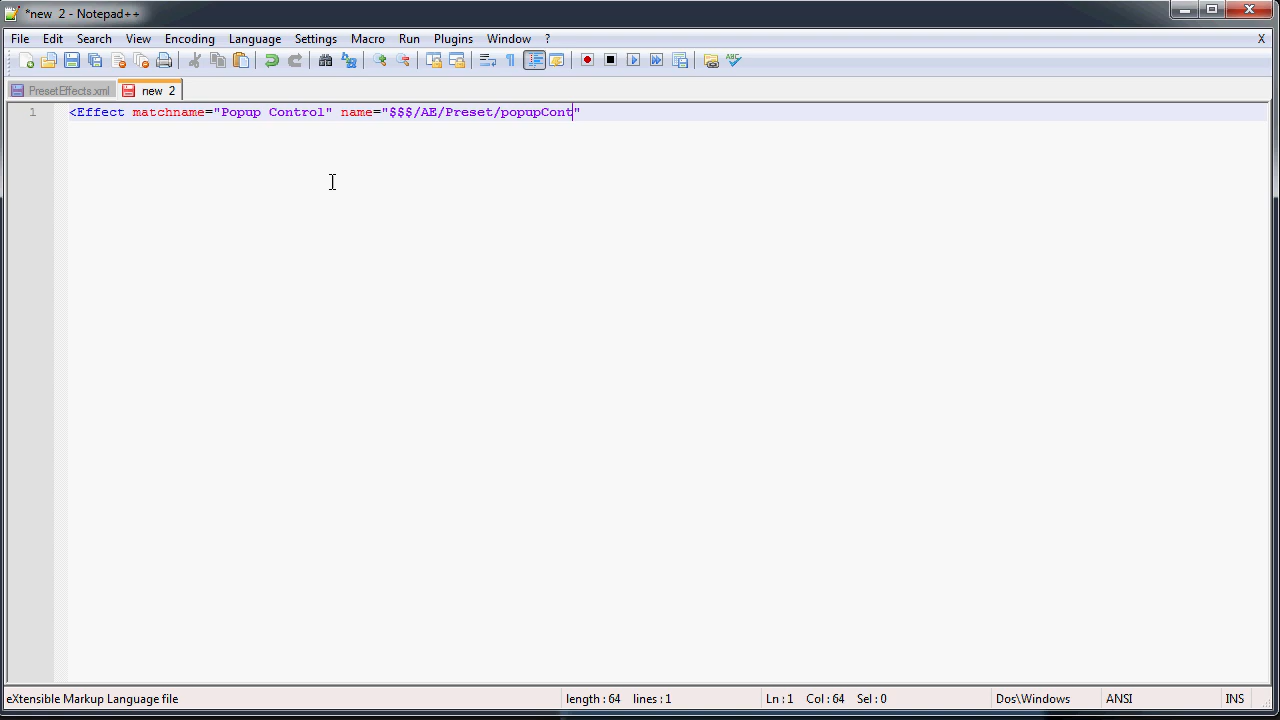 *new  2 - Notepad++
File Edit Search View Encoding Language Settings Macro Run Plugins Window ? X
PresetEffects.xml new  2
1 <Effect matchname="Popup Control" name="$$$/AE/Preset/popupCont"
eXtensible Markup Language file length : 64 lines : 1 Ln : 1 Col : 64 Sel : 0 Dos\Windows ANSI INS